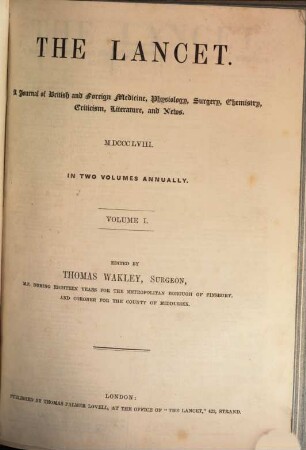 THE LANCET.
A Journal of British and Foreign Medicine, Physiology, Surgery, Chemistry,
Criticism, Literature, and News.
M.DCCC.LVIII.
IN TWO VOLUMES ANNUALLY.
VOLUME I.
EDITED BY
THOMAS WAKLEY, SURGEON,
M.P. DURING EIGHTEEN YEARS FOR THE METROPOLITAN BOROUGH OF FINSBURY,
AND CORONER FOR THE COUNTY OF MIDDLESEX.
LONDON:
PUBLISHED BY THOMAS PALMER LOVELL, AT THE OFFICE OF "THE LANCET," 423, STRAND.